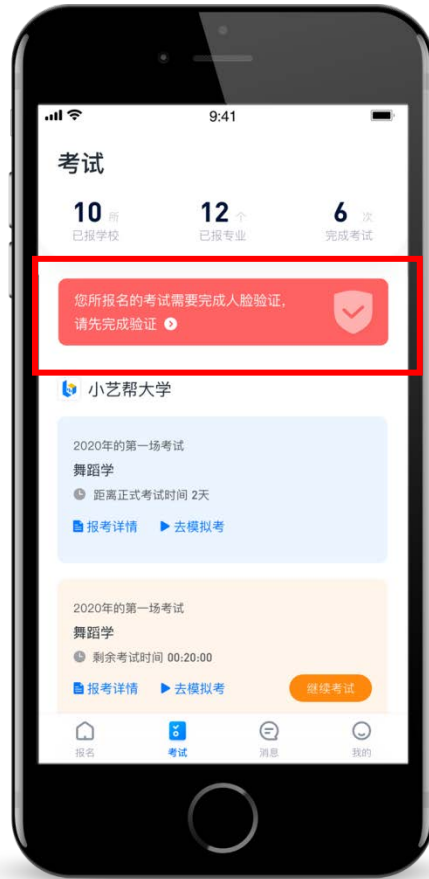 9:41
考试
10 所
12 个
6 次
已报学校
已报专业
完成考试
您所报名的考试需要完成人脸验证,
请先完成验证
小艺帮大学
2020年的第一场考试
舞蹈学
距离正式考试时间 2天
报考详情
去模拟考
2020年的第一场考试
舞蹈学
剩余考试时间 00:20:00
报考详情
去模拟考
继续考试
报名
考试
消息
我的